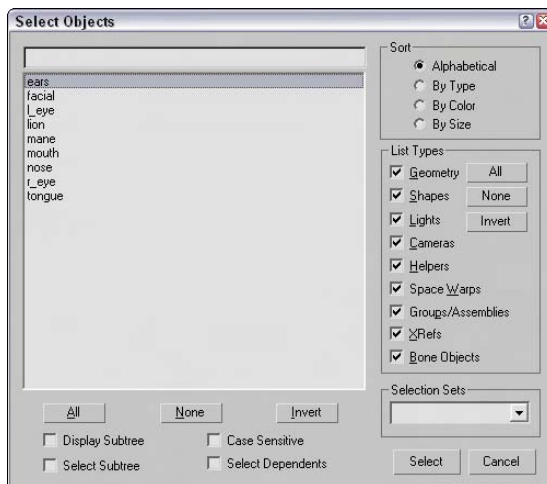 Select Objects
ears
facial
l_eye
lion
mane
mouth
nose
r_eye
tongue
All
None
Invert
Display Subtree
Case Sensitive
Select Subtree
Select Dependents
Sort
Alphabetical
By Type
By Color
By Size
List Types
Geometry
All
Shapes
None
Lights
Invert
Cameras
Helpers
Space Warps
Groups/Assemblies
XRefs
Bone Objects
Selection Sets
Select
Cancel